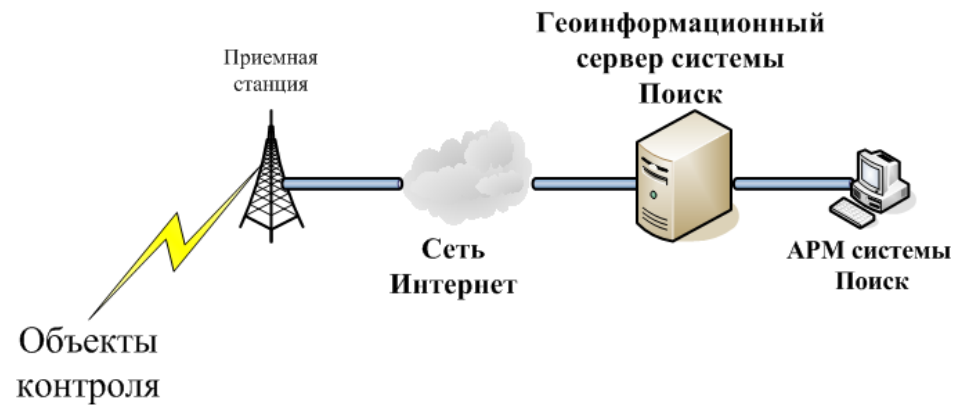 Геоинформационный
сервер системы
Поиск
Приемная
станция
Сеть
Интернет
АРМ системы
Поиск
Объекты
контроля